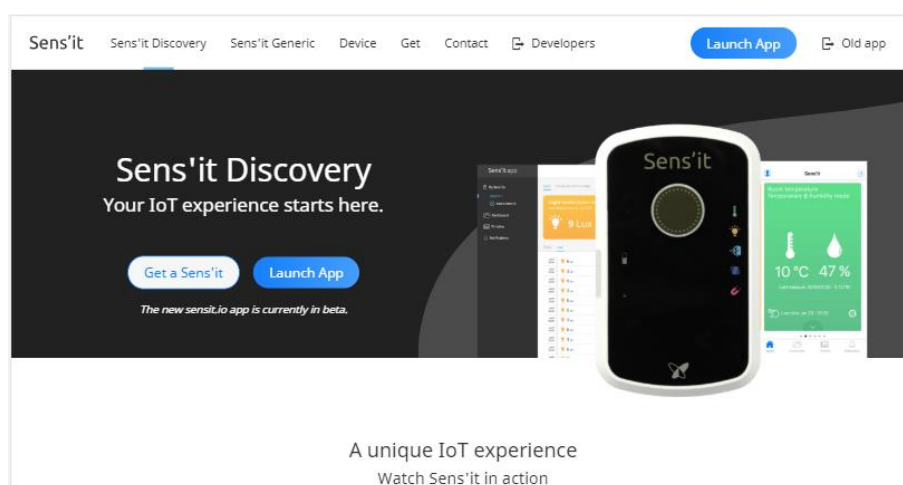 Sens'it
Sens'it Discovery
Sens'it Generic
Device
Get
Contact
Developers
Launch App
Old app
Sens'it Discovery
Your IoT experience starts here.
Get a Sens'it
Launch App
The new sensit.io app is currently in beta.
Sens'it app
9 Lux
Sens'it
Sens'it
Room temperature
Temperature & humidity mode
10 °C 47 %
A unique IoT experience
Watch Sens'it in action